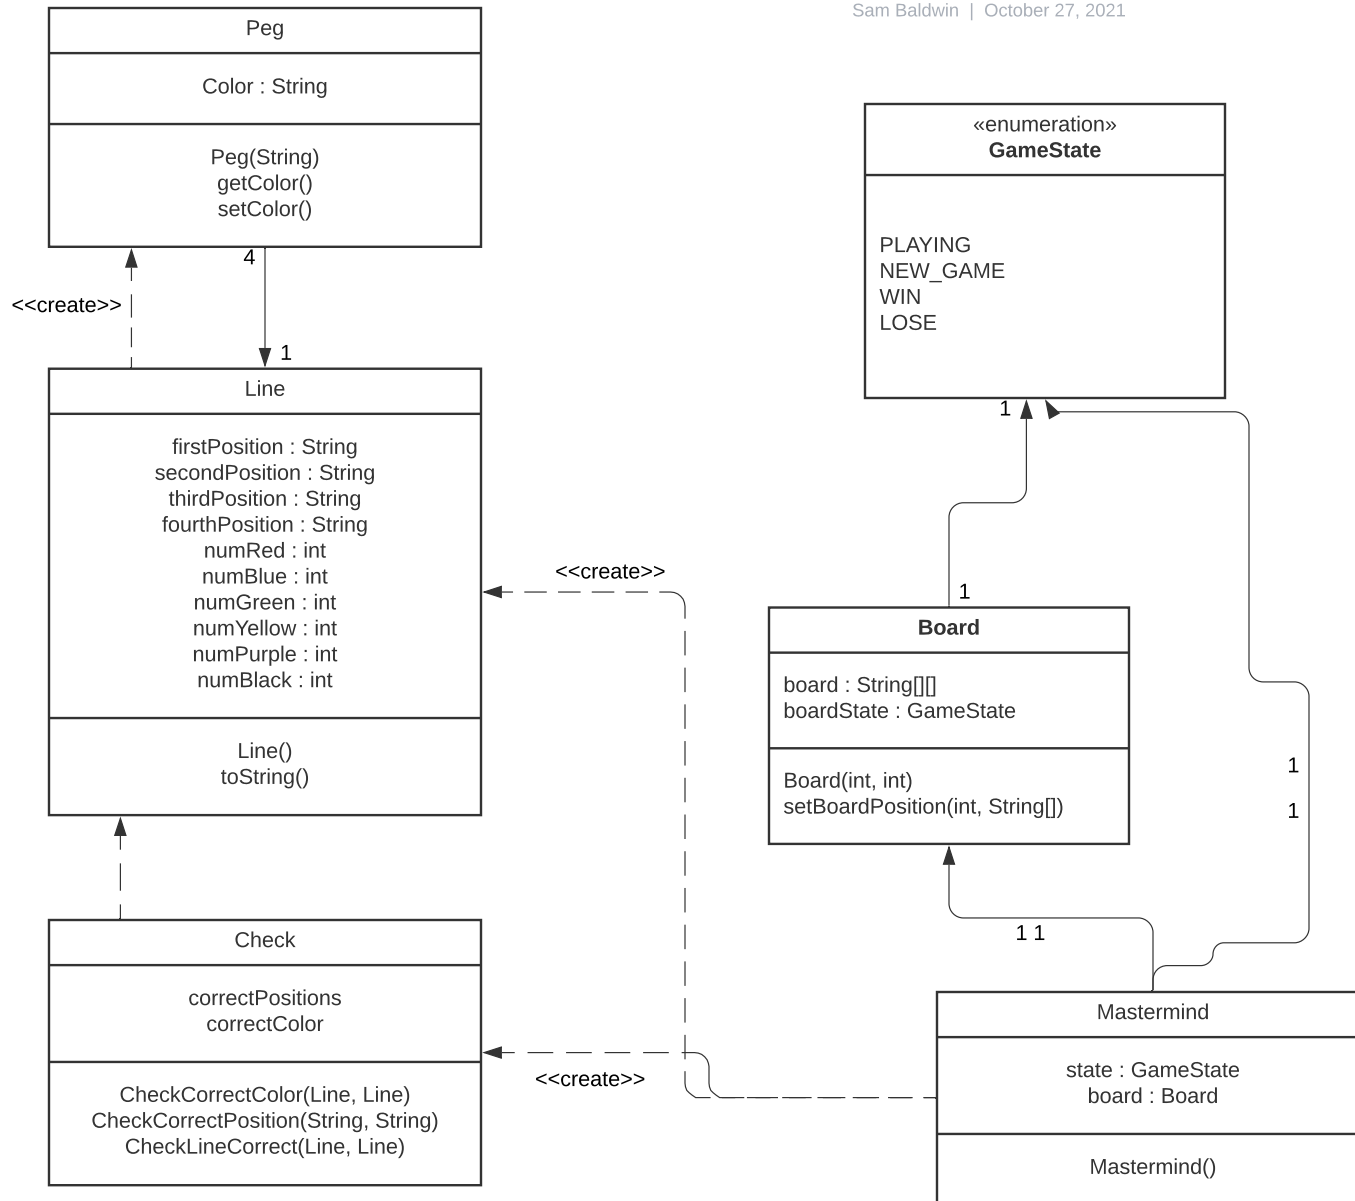 Sam Baldwin | October 27, 2021
Peg
Color : String
Peg(String)
getColor()
setColor()
4
<<create>>
1
Line
firstPosition : String
secondPosition : String
thirdPosition : String
fourthPosition : String
numRed : int
numBlue : int
numGreen : int
numYellow : int
numPurple : int
numBlack : int
Line()
toString()
Check
correctPositions
correctColor
CheckCorrectColor(Line, Line)
CheckCorrectPosition(String, String)
CheckLineCorrect(Line, Line)
<<create>>
<<create>>
«enumeration»
GameState
PLAYING
NEW_GAME
WIN
LOSE
1
1
Board
board : String[][]
boardState : GameState
Board(int, int)
setBoardPosition(int, String[])
1
1
1 1
Mastermind
state : GameState
board : Board
Mastermind()